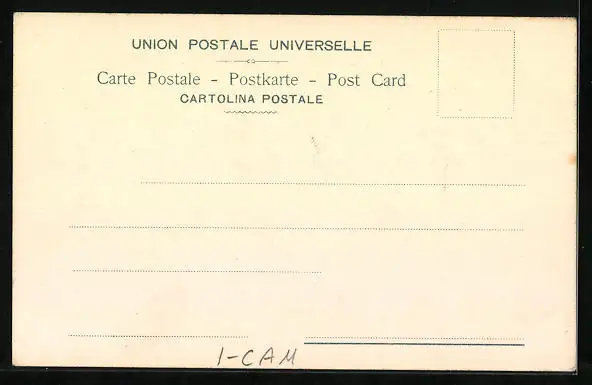 UNION POSTALE UNIVERSELLE
Carte Postale - Postkarte - Post Card
CARTOLINA POSTALE
I-CAM